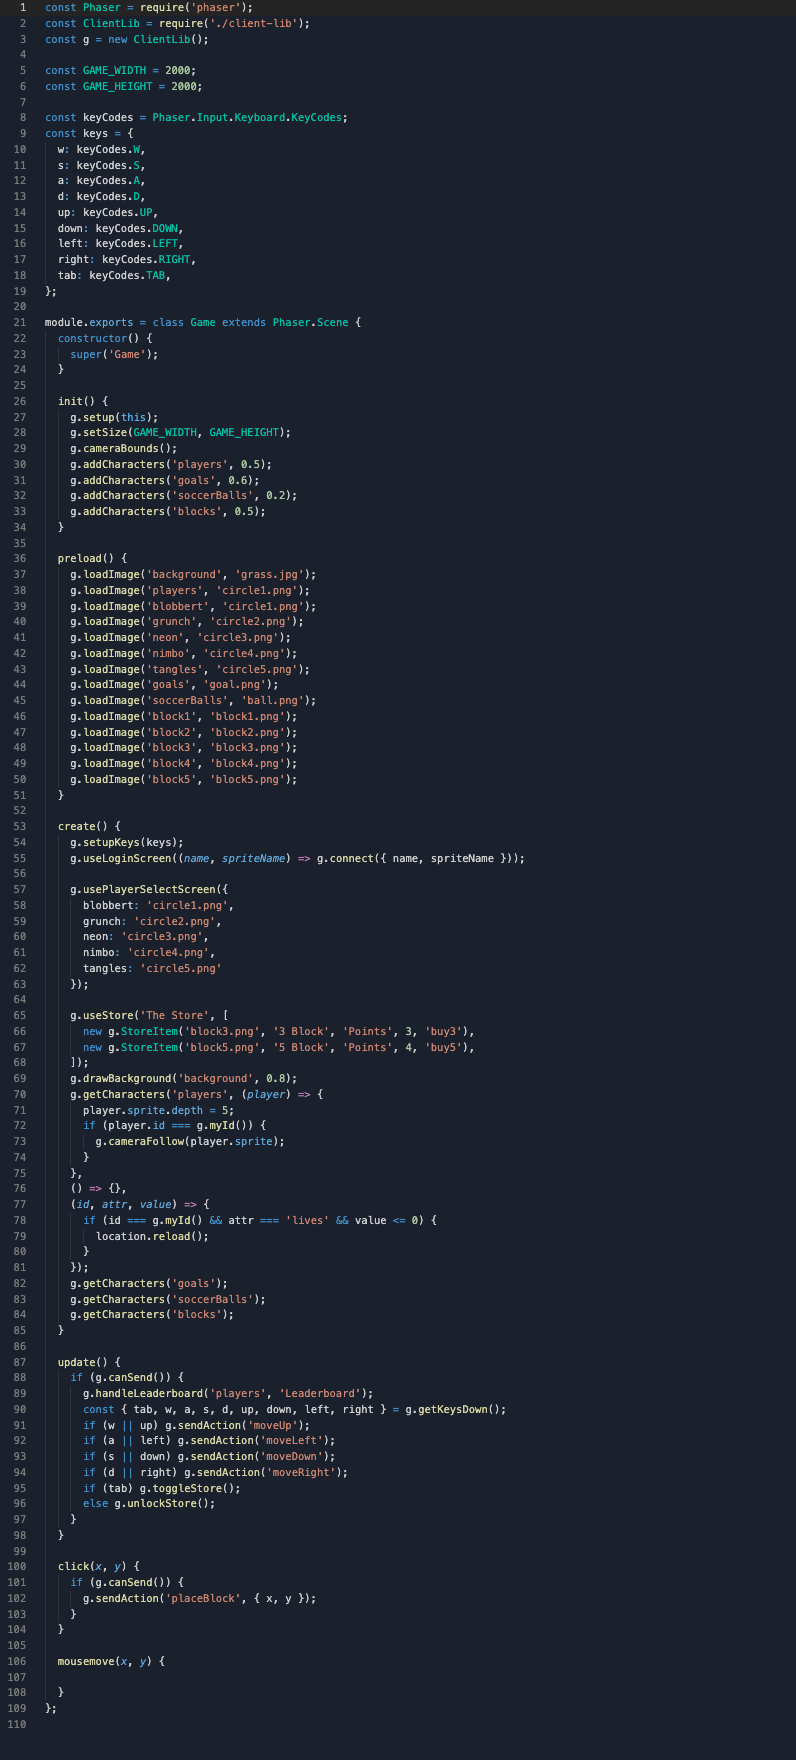 1 const Phaser = require('phaser');
2 const ClientLib = require('./client-lib');
3 const g = new ClientLib();
4
5 const GAME_WIDTH = 2000;
6 const GAME_HEIGHT = 2000;
7
8 const keyCodes = Phaser.Input.Keyboard.KeyCodes;
9 const keys = {
10   w: keyCodes.W,
11   s: keyCodes.S,
12   a: keyCodes.A,
13   d: keyCodes.D,
14   up: keyCodes.UP,
15   down: keyCodes.DOWN,
16   left: keyCodes.LEFT,
17   right: keyCodes.RIGHT,
18   tab: keyCodes.TAB,
19 };
20
21 module.exports = class Game extends Phaser.Scene {
22   constructor() {
23     super('Game');
24   }
25
26   init() {
27     g.setup(this);
28     g.setSize(GAME_WIDTH, GAME_HEIGHT);
29     g.cameraBounds();
30     g.addCharacters('players', 0.5);
31     g.addCharacters('goals', 0.6);
32     g.addCharacters('soccerBalls', 0.2);
33     g.addCharacters('blocks', 0.5);
34   }
35
36   preload() {
37     g.loadImage('background', 'grass.jpg');
38     g.loadImage('players', 'circle1.png');
39     g.loadImage('blobbert', 'circle1.png');
40     g.loadImage('grunch', 'circle2.png');
41     g.loadImage('neon', 'circle3.png');
42     g.loadImage('nimbo', 'circle4.png');
43     g.loadImage('tangles', 'circle5.png');
44     g.loadImage('goals', 'goal.png');
45     g.loadImage('soccerBalls', 'ball.png');
46     g.loadImage('block1', 'block1.png');
47     g.loadImage('block2', 'block2.png');
48     g.loadImage('block3', 'block3.png');
49     g.loadImage('block4', 'block4.png');
50     g.loadImage('block5', 'block5.png');
51   }
52
53   create() {
54     g.setupKeys(keys);
55     g.useLoginScreen((name, spriteName) => g.connect({ name, spriteName }));
56
57     g.usePlayerSelectScreen({
58       blobbert: 'circle1.png',
59       grunch: 'circle2.png',
60       neon: 'circle3.png',
61       nimbo: 'circle4.png',
62       tangles: 'circle5.png'
63     });
64
65     g.useStore('The Store', [
66       new g.StoreItem('block3.png', '3 Block', 'Points', 3, 'buy3'),
67       new g.StoreItem('block5.png', '5 Block', 'Points', 4, 'buy5'),
68     ]);
69     g.drawBackground('background', 0.8);
70     g.getCharacters('players', (player) => {
71       player.sprite.depth = 5;
72       if (player.id === g.myId()) {
73         g.cameraFollow(player.sprite);
74       }
75     },
76     () => {},
77     (id, attr, value) => {
78       if (id === g.myId() && attr === 'lives' && value <= 0) {
79         location.reload();
80       }
81     });
82     g.getCharacters('goals');
83     g.getCharacters('soccerBalls');
84     g.getCharacters('blocks');
85   }
86
87   update() {
88     if (g.canSend()) {
89       g.handleLeaderboard('players', 'Leaderboard');
90       const { tab, w, a, s, d, up, down, left, right } = g.getKeysDown();
91       if (w || up) g.sendAction('moveUp');
92       if (a || left) g.sendAction('moveLeft');
93       if (s || down) g.sendAction('moveDown');
94       if (d || right) g.sendAction('moveRight');
95       if (tab) g.toggleStore();
96       else g.unlockStore();
97     }
98   }
99
100   click(x, y) {
101     if (g.canSend()) {
102       g.sendAction('placeBlock', { x, y });
103     }
104   }
105
106   mousemove(x, y) {
107
108   }
109 };
110